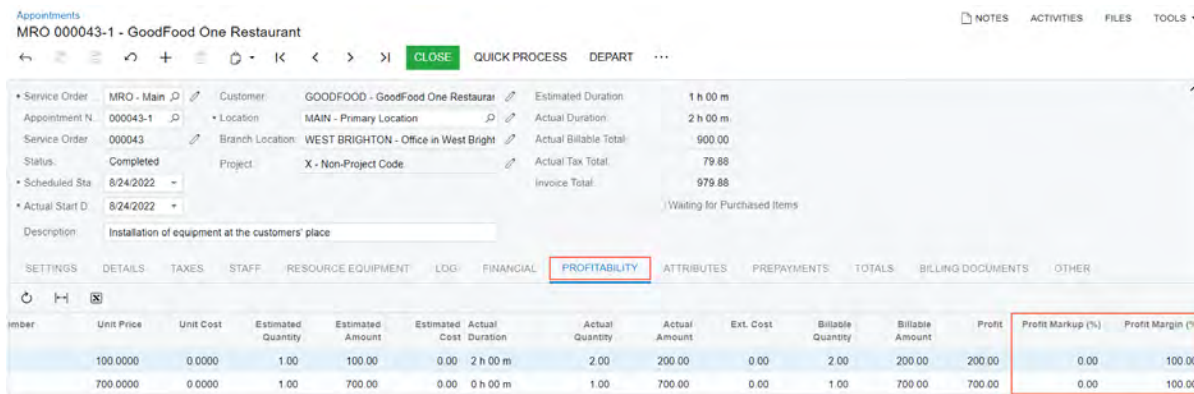 Appointments
NOTES ACTIVITIES FILES TOOLS
MRO 000043-1 - GoodFood One Restaurant
CLOSE QUICK PROCESS DEPART ...
• Service Order ... MRO - Main Customer: GOODFOOD - GoodFood One Restaurar Estimated Duration: 1 h 00 m
Appointment N... 000043-1 • Location: MAIN - Primary Location Actual Duration: 2 h 00 m
Service Order ... 000043 Branch Location: WEST BRIGHTON - Office in West Bright Actual Billable Total: 900.00
Status: Completed Project: X - Non-Project Code. Actual Tax Total: 79.88
• Scheduled Sta... 8/24/2022 Invoice Total: 979.88
• Actual Start D... 8/24/2022 Waiting for Purchased Items
Description: Installation of equipment at the customers' place
SETTINGS DETAILS TAXES STAFF RESOURCE EQUIPMENT LOG FINANCIAL PROFITABILITY ATTRIBUTES PREPAYMENTS TOTALS BILLING DOCUMENTS OTHER
mber Unit Price Unit Cost Estimated Quantity Estimated Amount Estimated Cost Actual Duration Actual Quantity Actual Amount Ext. Cost Billable Quantity Billable Amount Profit Profit Markup (%) Profit Margin (%
100.0000 0.0000 1.00 100.00 0.00 2 h 00 m 2.00 200.00 0.00 2.00 200.00 200.00 0.00 100.00
700.0000 0.0000 1.00 700.00 0.00 0 h 00 m 1.00 700.00 0.00 1.00 700.00 700.00 0.00 100.00